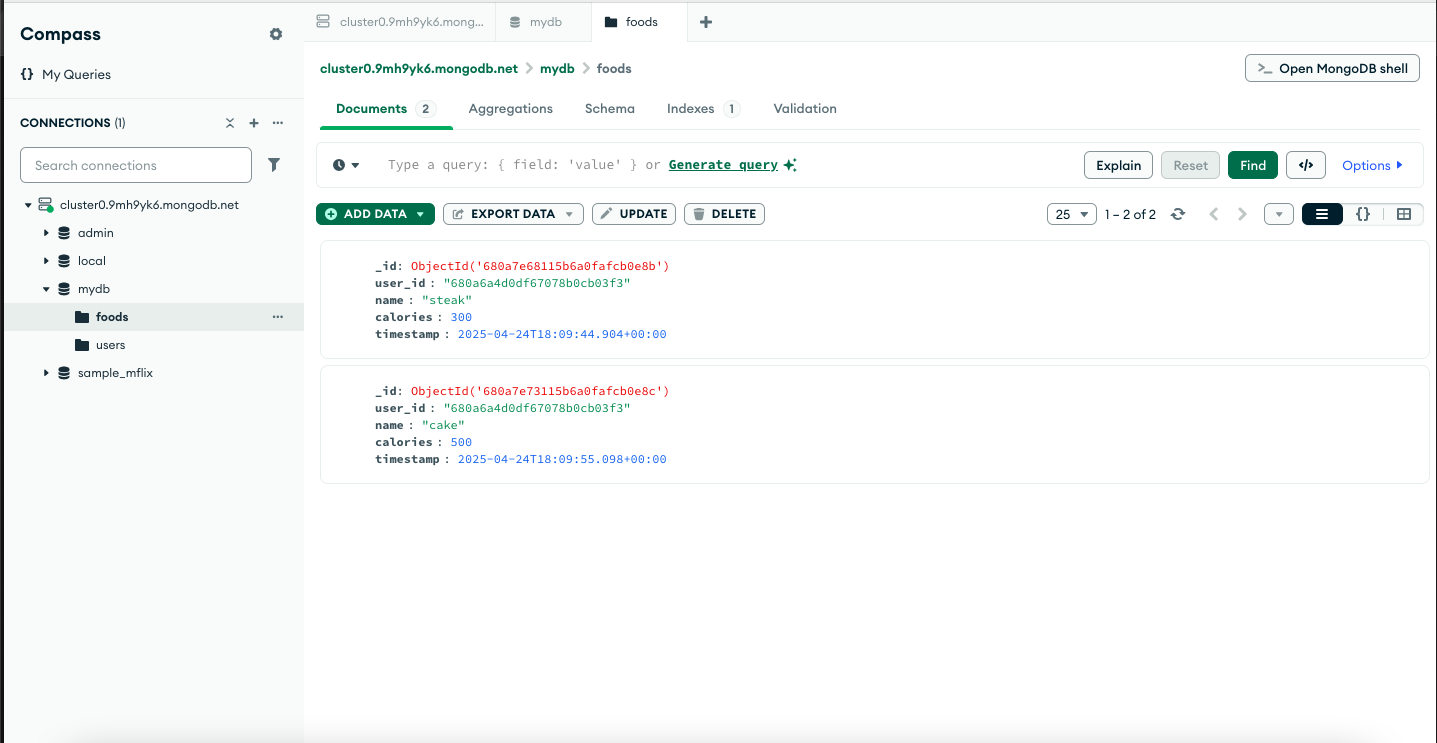 Compass
My Queries
CONNECTIONS (1)
Search connections
cluster0.9mh9yk6.mongodb.net
admin
local
mydb
foods
users
sample_mflix
cluster0.9mh9yk6.mong... mydb foods
cluster0.9mh9yk6.mongodb.net > mydb > foods
>_ Open MongoDB shell
Documents 2 Aggregations Schema Indexes 1 Validation
Type a query: { field: 'value' } or Generate query
Explain Reset Find </> Options
ADD DATA EXPORT DATA UPDATE DELETE
25 1 – 2 of 2 {}
_id: ObjectId('680a7e68115b6a0fafcb0e8b')
user_id : "680a6a4d0df67078b0cb03f3"
name : "steak"
calories : 300
timestamp : 2025-04-24T18:09:44.904+00:00
_id: ObjectId('680a7e73115b6a0fafcb0e8c')
user_id : "680a6a4d0df67078b0cb03f3"
name : "cake"
calories : 500
timestamp : 2025-04-24T18:09:55.098+00:00